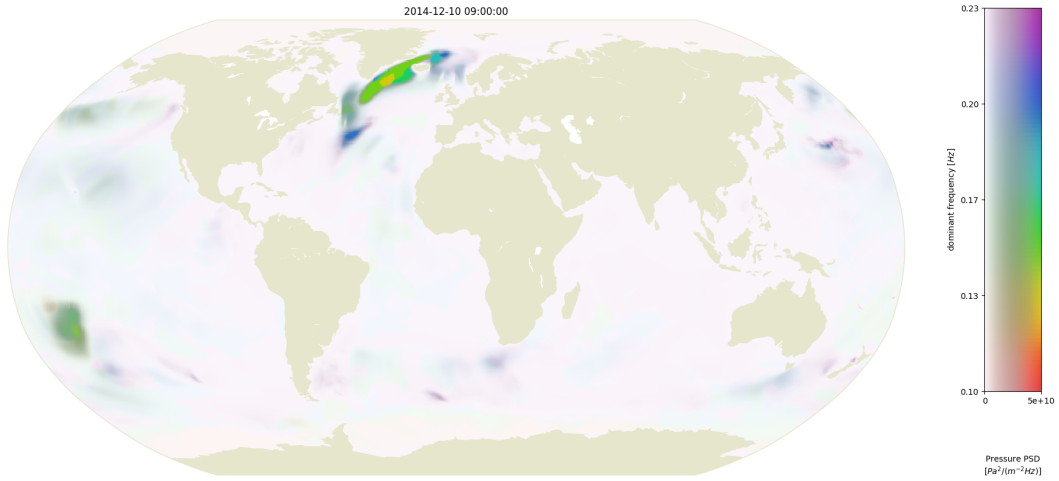 2014-12-10 09:00:00
0.23
0.20
0.17
0.13
0.10
dominant frequency [Hz]
0
5e+10
Pressure PSD
[Pa²/(m⁻²Hz)]